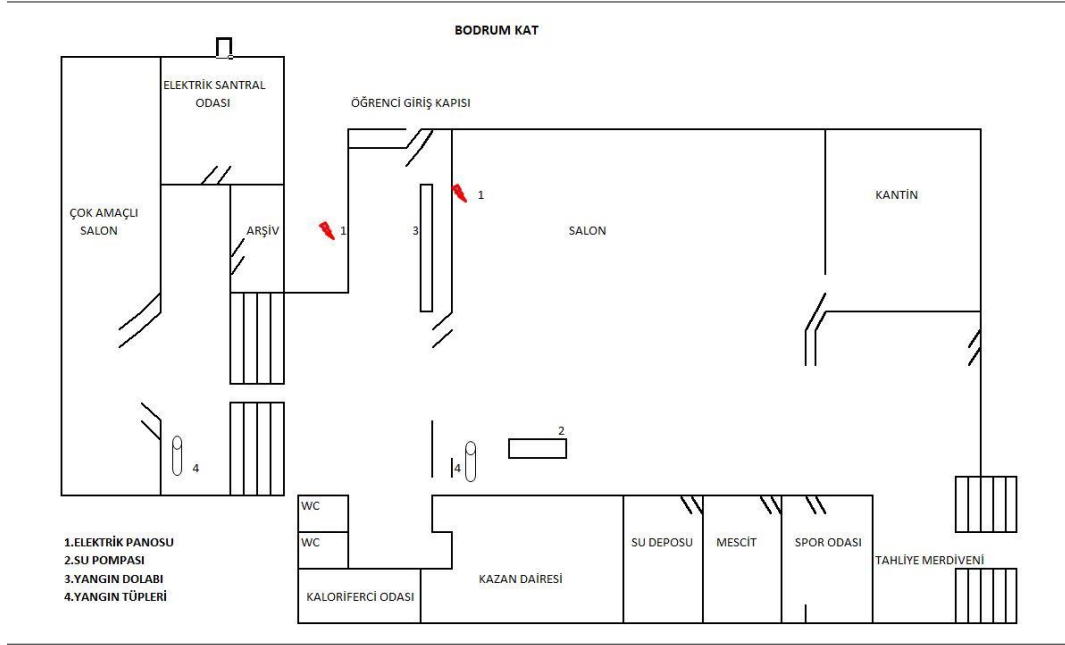 BODRUM KAT
ELEKTRİK SANTRAL
ODASI
ÖĞRENCİ GİRİŞ KAPISI
ÇOK AMAÇLI
SALON
ARŞİV
1
3
1
SALON
KANTİN
2
4
4
WC
WC
1.ELEKTRİK PANOSU
2.SU POMPASI
3.YANGIN DOLABI
4.YANGIN TÜPLERİ
KALORİFERCİ ODASI
KAZAN DAİRESİ
SU DEPOSU
MESCİT
SPOR ODASI
TAHLİYE MERDİVENİ